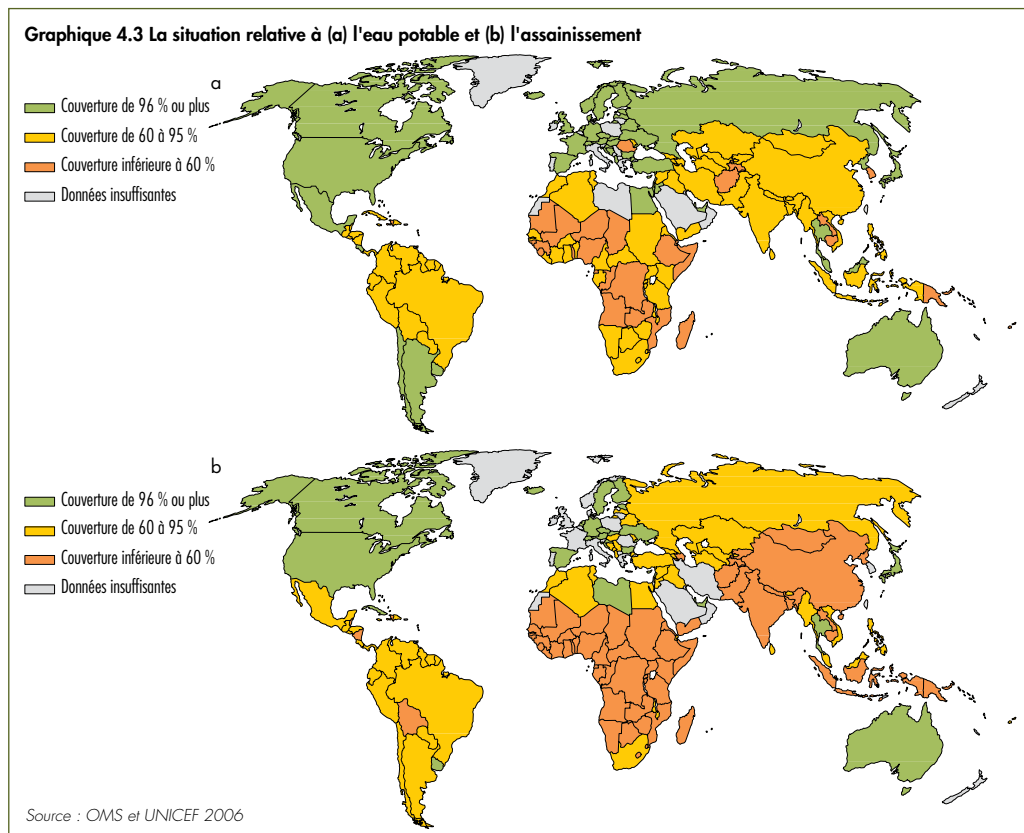 Graphique 4.3 La situation relative à (a) l'eau potable et (b) l'assainissement
a
Couverture de 96 % ou plus
Couverture de 60 à 95 %
Couverture inférieure à 60 %
Données insuffisantes
b
Couverture de 96 % ou plus
Couverture de 60 à 95 %
Couverture inférieure à 60 %
Données insuffisantes
Source : OMS et UNICEF 2006